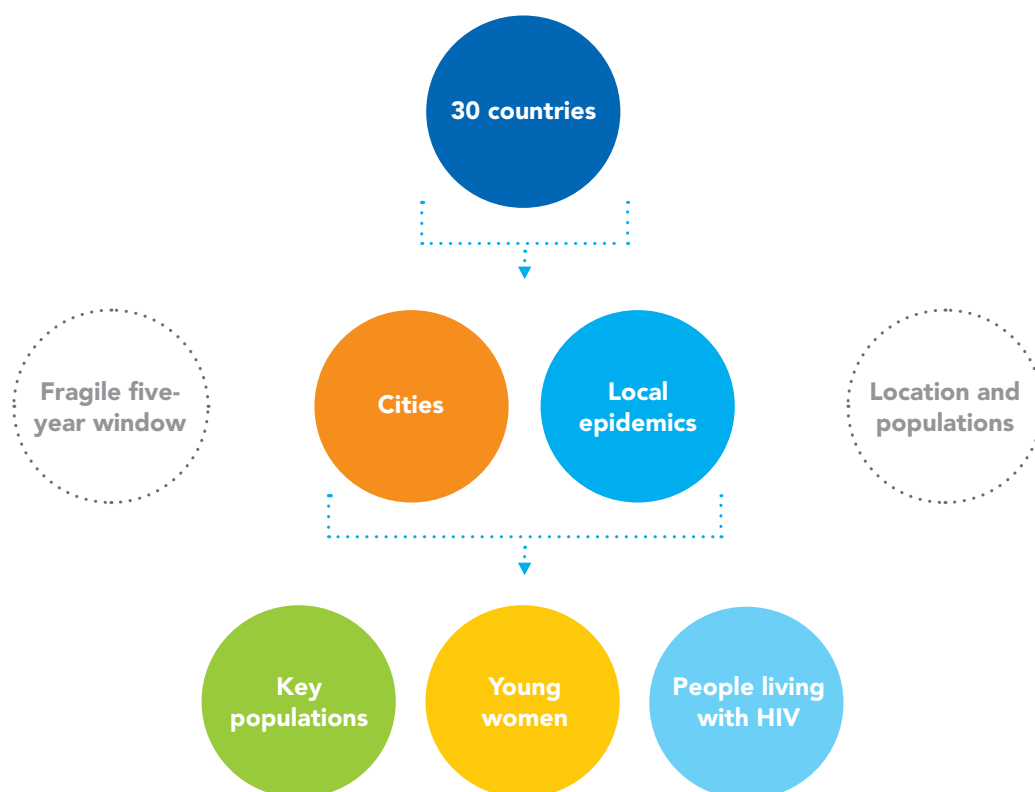 30 countries
Fragile five-
year window
Cities
Local
epidemics
Location and
populations
Key
populations
Young
women
People living
with HIV